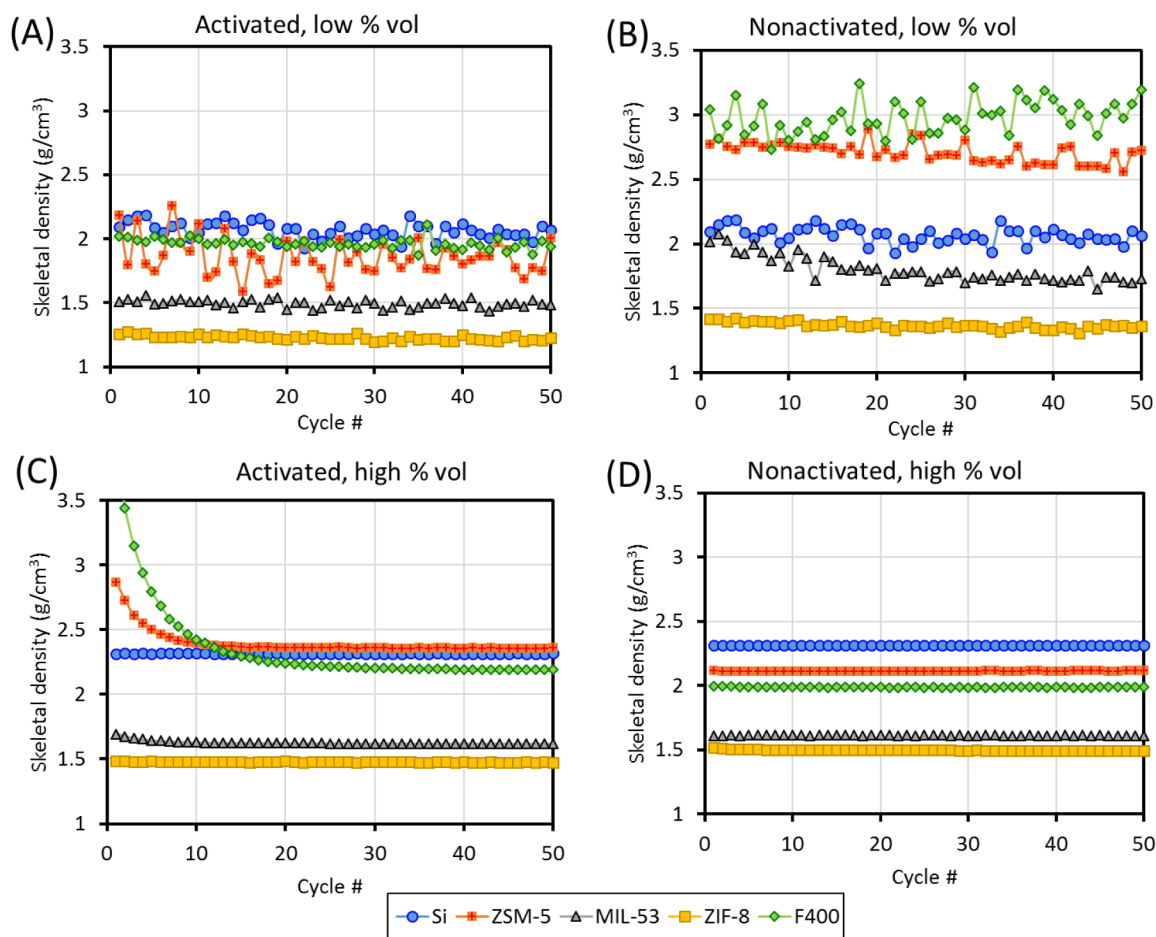 (A)
Activated, low % vol
Skeletal density (g/cm³)
3.5
3
2.5
2
1.5
1
0
10
20
30
40
50
Cycle #
(B)
Nonactivated, low % vol
Skeletal density (g/cm³)
3.5
3
2.5
2
1.5
1
0
10
20
30
40
50
Cycle #
(C)
Activated, high % vol
Skeletal density (g/cm³)
3.5
3
2.5
2
1.5
1
0
10
20
30
40
50
Cycle #
(D)
Nonactivated, high % vol
Skeletal density (g/cm³)
3.5
3
2.5
2
1.5
1
0
10
20
30
40
50
Cycle #
Si ZSM-5 MIL-53 ZIF-8 F400